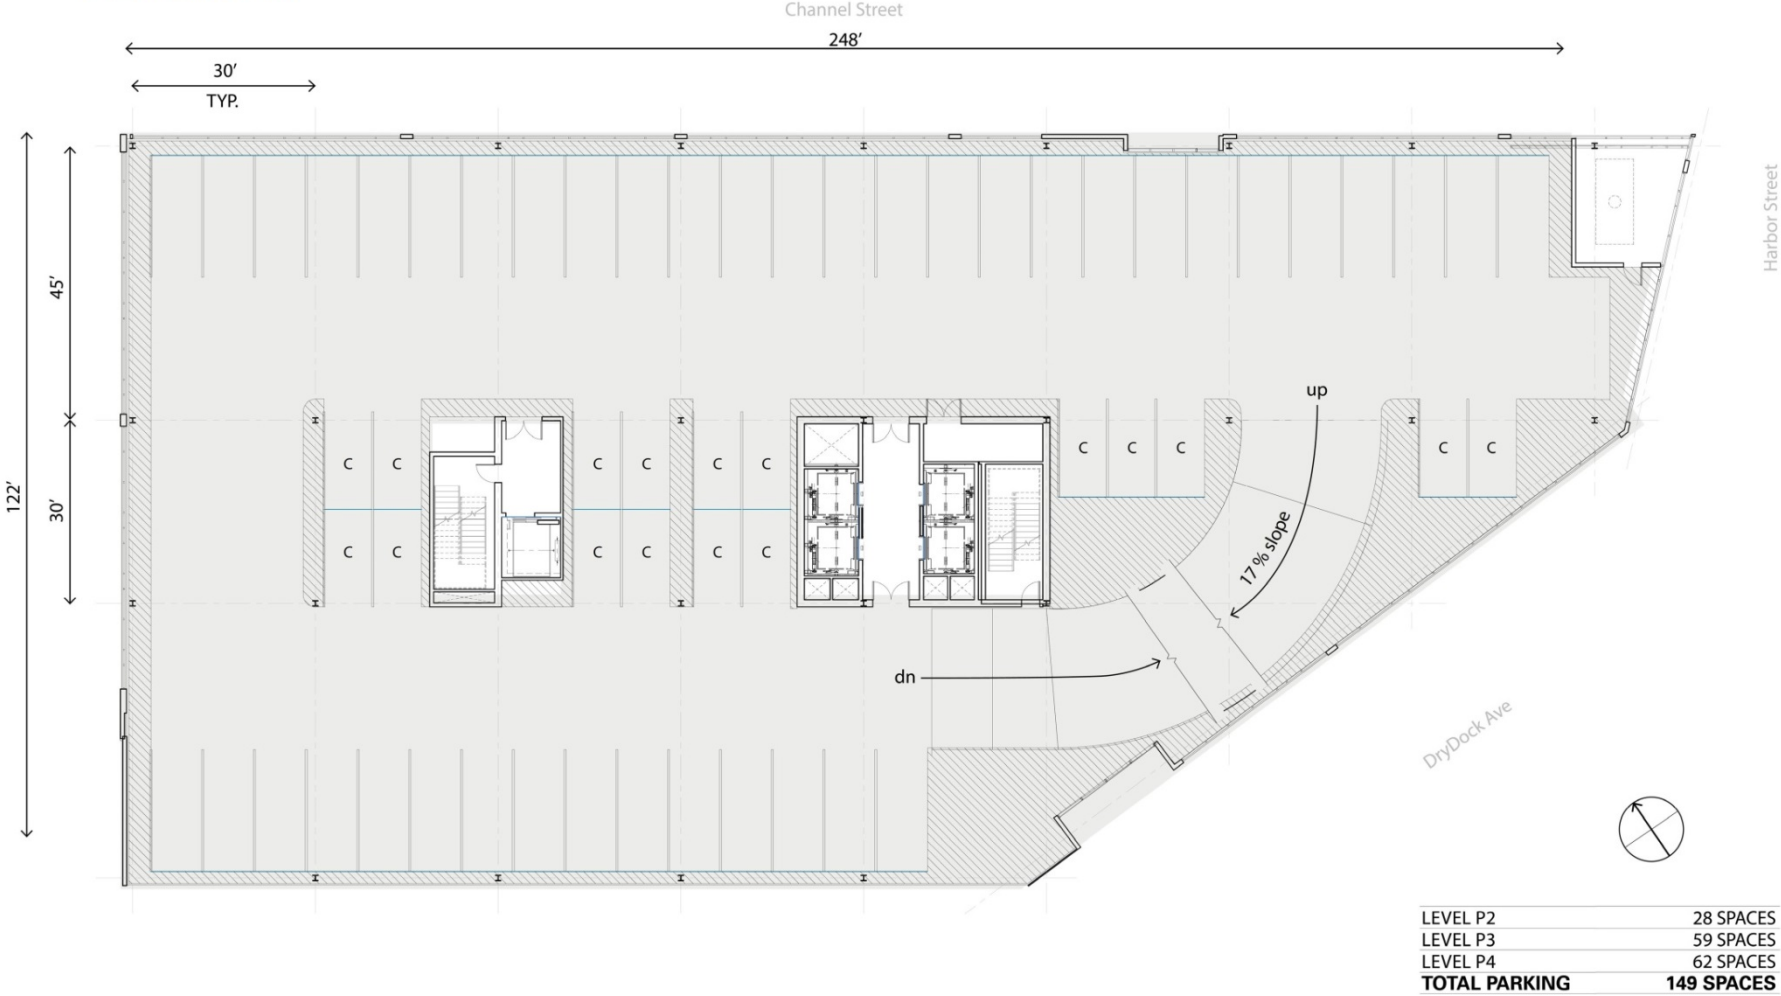 Channel Street
248'
30'
TYP.
Harbor Street
45'
up
C C C C C C C C C C C
122'
30'
17% slope
C C C C C C
dn
DryDock Ave
LEVEL P2 28 SPACES
LEVEL P3 59 SPACES
LEVEL P4 62 SPACES
TOTAL PARKING 149 SPACES